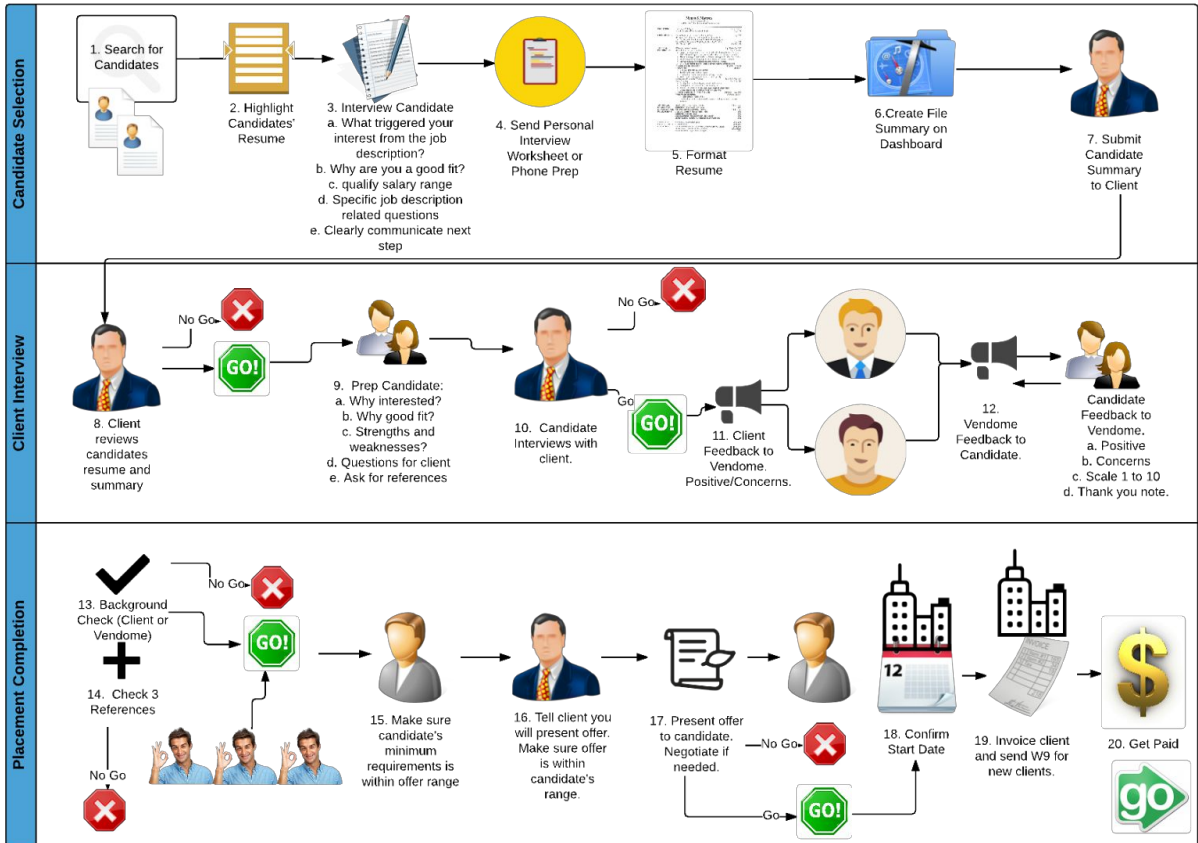 Candidate Selection
1. Search for
Candidates
2. Highlight
Candidates'
Resume
3. Interview Candidate
a. What triggered your
interest from the job
description?
b. Why are you a good fit?
c. qualify salary range
d. Specific job description
related questions
e. Clearly communicate next
step
4. Send Personal
Interview
Worksheet or
Phone Prep
5. Format
Resume
6.Create File
Summary on
Dashboard
7. Submit
Candidate
Summary
to Client
Client Interview
8. Client
reviews
candidates
resume and
summary
No Go
GO!
9. Prep Candidate:
a. Why interested?
b. Why good fit?
c. Strengths and
weaknesses?
d. Questions for client
e. Ask for references
10. Candidate
Interviews with
client.
No Go
Go
GO!
11. Client
Feedback to
Vendome.
Positive/Concerns.
12.
Vendome
Feedback to
Candidate.
Candidate
Feedback to
Vendome.
a. Positive
b. Concerns
c. Scale 1 to 10
d. Thank you note.
Placement Completion
13. Background
Check (Client or
Vendome)
No Go
GO!
14. Check 3
References
No Go
15. Make sure
candidate's
minimum
requirements is
within offer range
16. Tell client you
will present offer.
Make sure offer
is within
candidate's
range.
17. Present offer
to candidate.
Negotiate if
needed.
No Go
Go
GO!
12
18. Confirm
Start Date
INVOICE
19. Invoice client
and send W9 for
new clients.
$
20. Get Paid
go